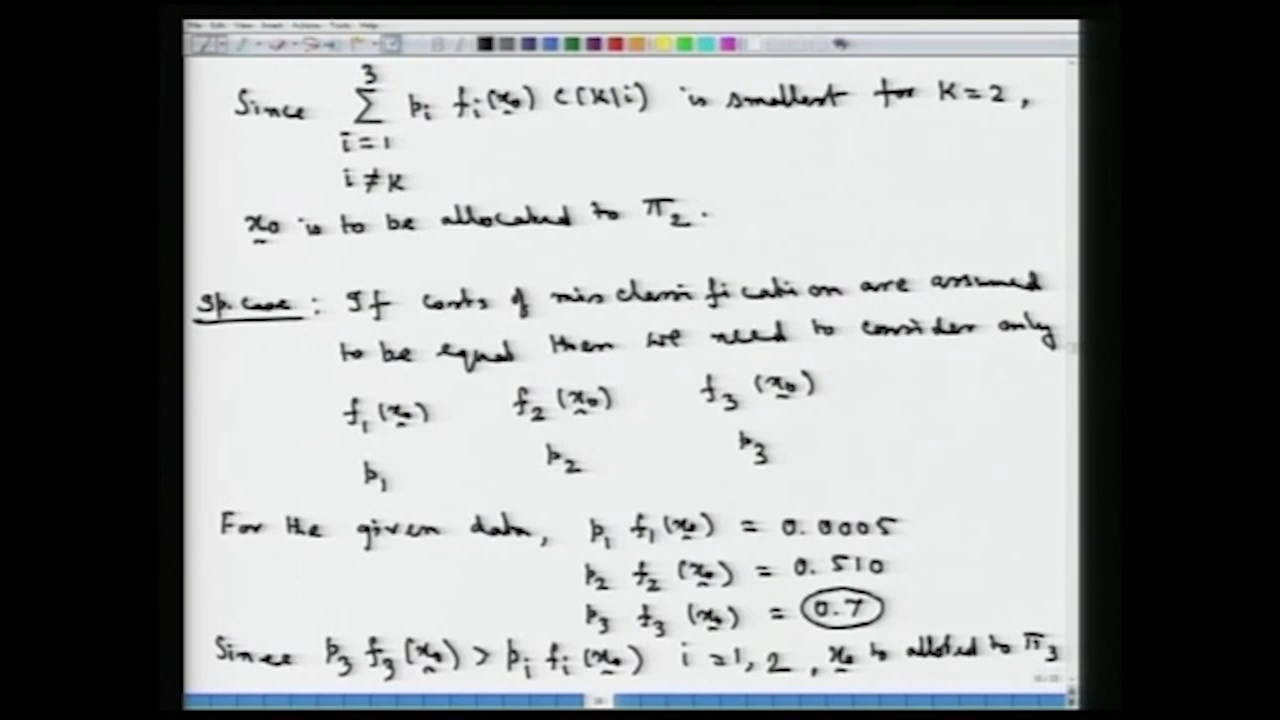 Since 3∑i=1 i≠k p_i f_i(x_0) C(k|i) is smallest for k = 2,
x_0 is to be allocated to π_2.
Sp. case : If costs of misclassification are assumed
to be equal then we need to consider only
f_1(x_0) f_2(x_0) f_3(x_0)
p_1 p_2 p_3
For the given data, p_1 f_1(x_0) = 0.0005
p_2 f_2(x_0) = 0.510
p_3 f_3(x_0) = 0.7
Since p_3 f_3(x_0) > p_i f_i(x_0) i = 1, 2, x_0 to allotted to π_3